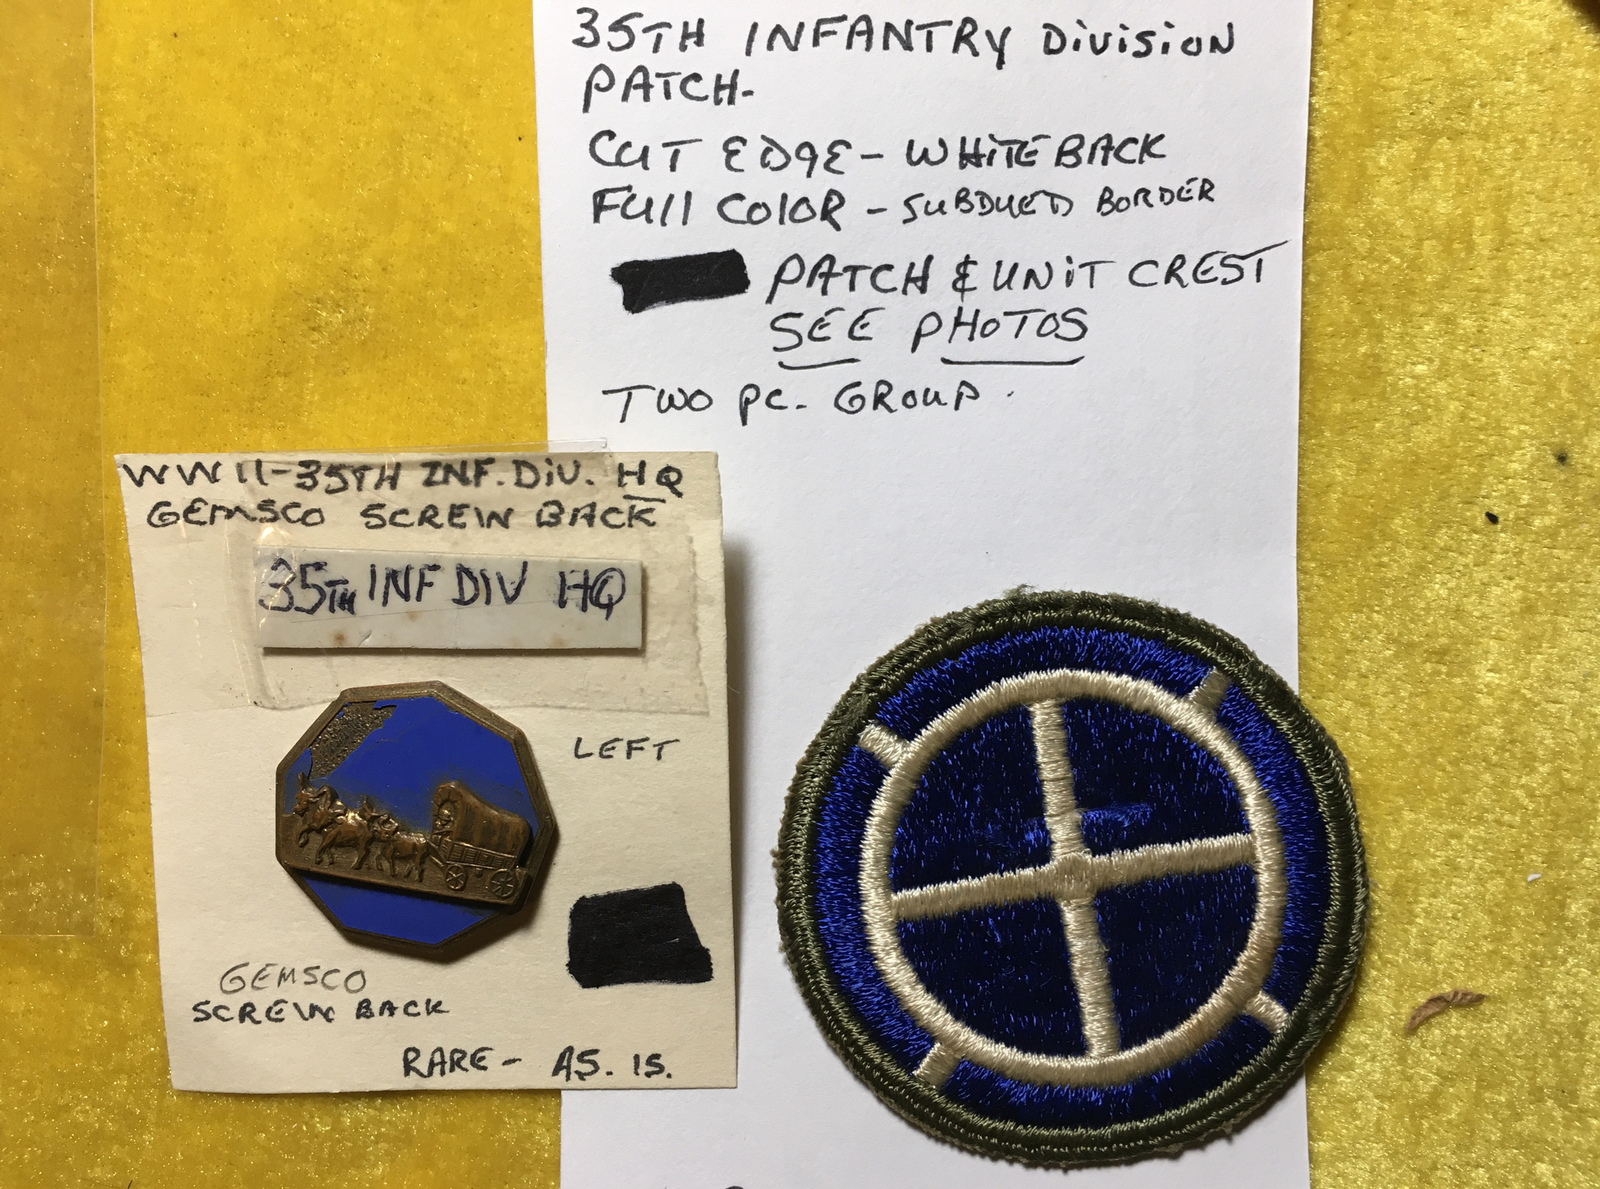 35TH INFANTRY DIVISION
PATCH-
CUT EDGE - WHITE BACK
FULL COLOR - SUBDUED BORDER
PATCH & UNIT CREST
SEE PHOTOS
TWO PC. GROUP.
WW II - 35TH INF. DIV. HQ
GEMSCO SCREW BACK
35TH INF DIV HQ
LEFT
GEMSCO
SCREW BACK
RARE - AS. IS.